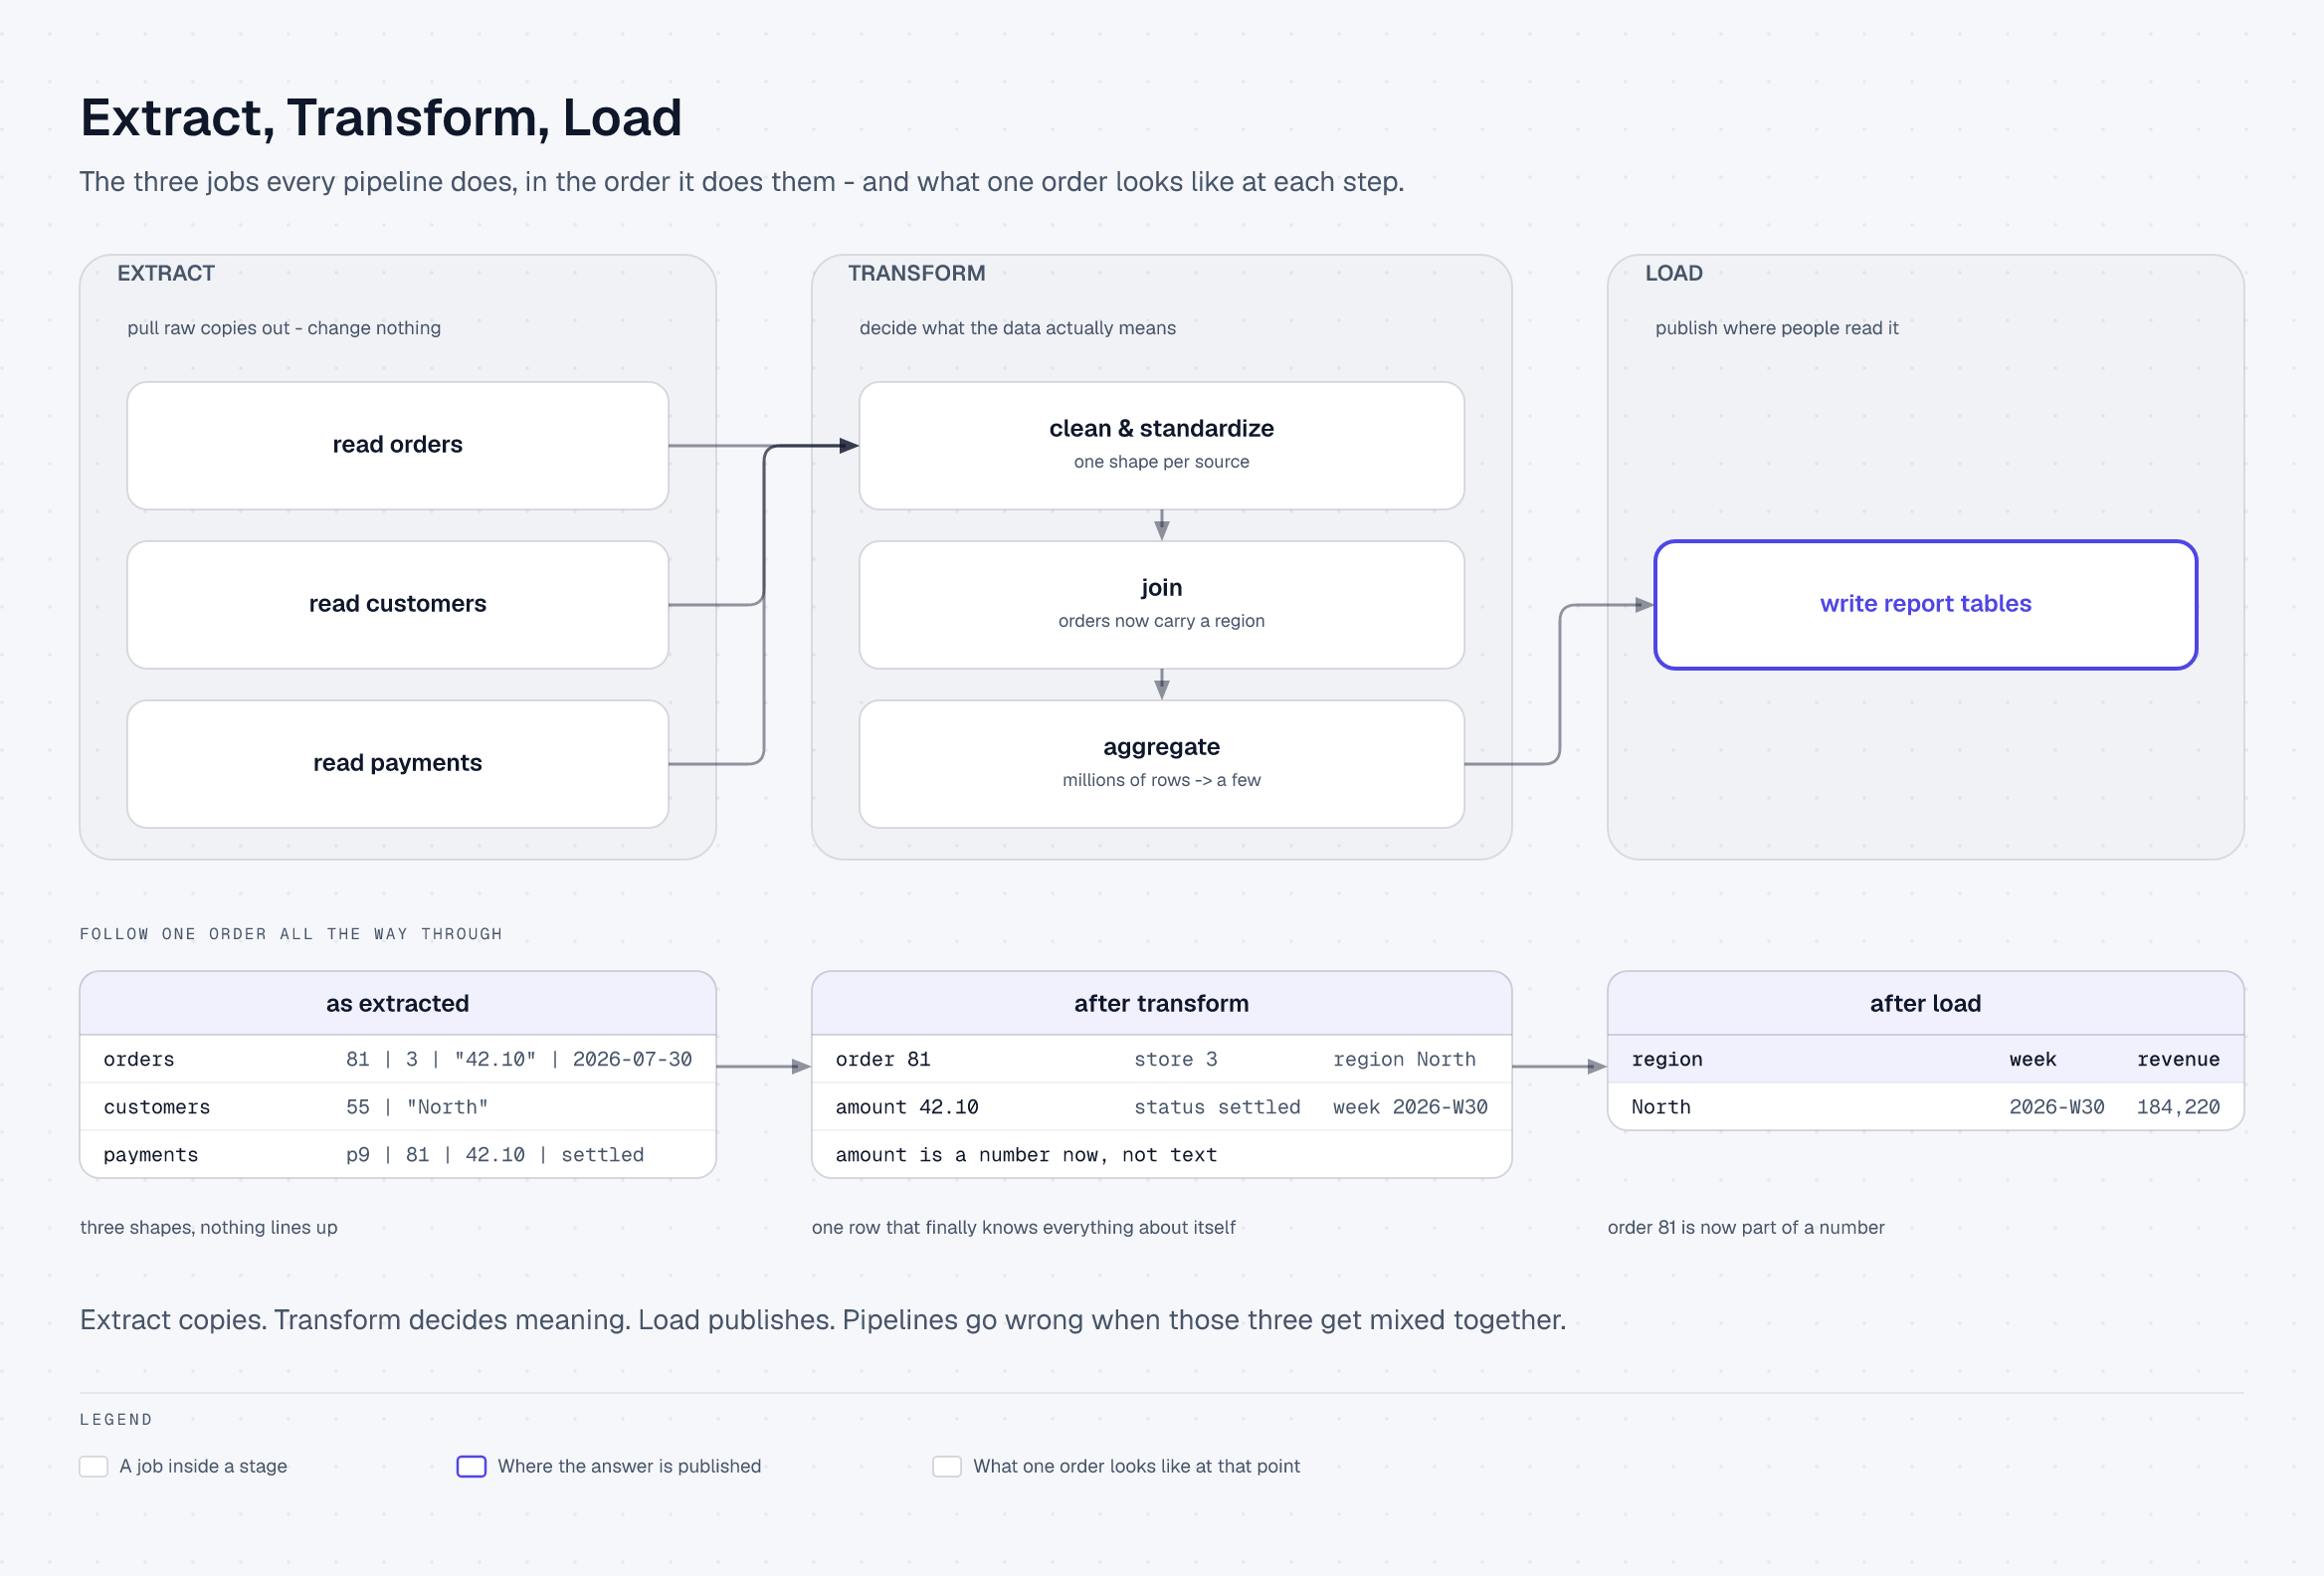 Extract, Transform, Load
The three jobs every pipeline does, in the order it does them - and what one order looks like at each step.
EXTRACT
pull raw copies out - change nothing
read orders
read customers
read payments
TRANSFORM
decide what the data actually means
clean & standardize
one shape per source
join
orders now carry a region
aggregate
millions of rows -> a few
LOAD
publish where people read it
write report tables
FOLLOW ONE ORDER ALL THE WAY THROUGH
as extracted
orders 81 | 3 | "42.10" | 2026-07-30
customers 55 | "North"
payments p9 | 81 | 42.10 | settled
three shapes, nothing lines up
after transform
order 81 store 3 region North
amount 42.10 status settled week 2026-W30
amount is a number now, not text
one row that finally knows everything about itself
after load
region week revenue
North 2026-W30 184,220
order 81 is now part of a number
Extract copies. Transform decides meaning. Load publishes. Pipelines go wrong when those three get mixed together.
LEGEND
A job inside a stage
Where the answer is published
What one order looks like at that point